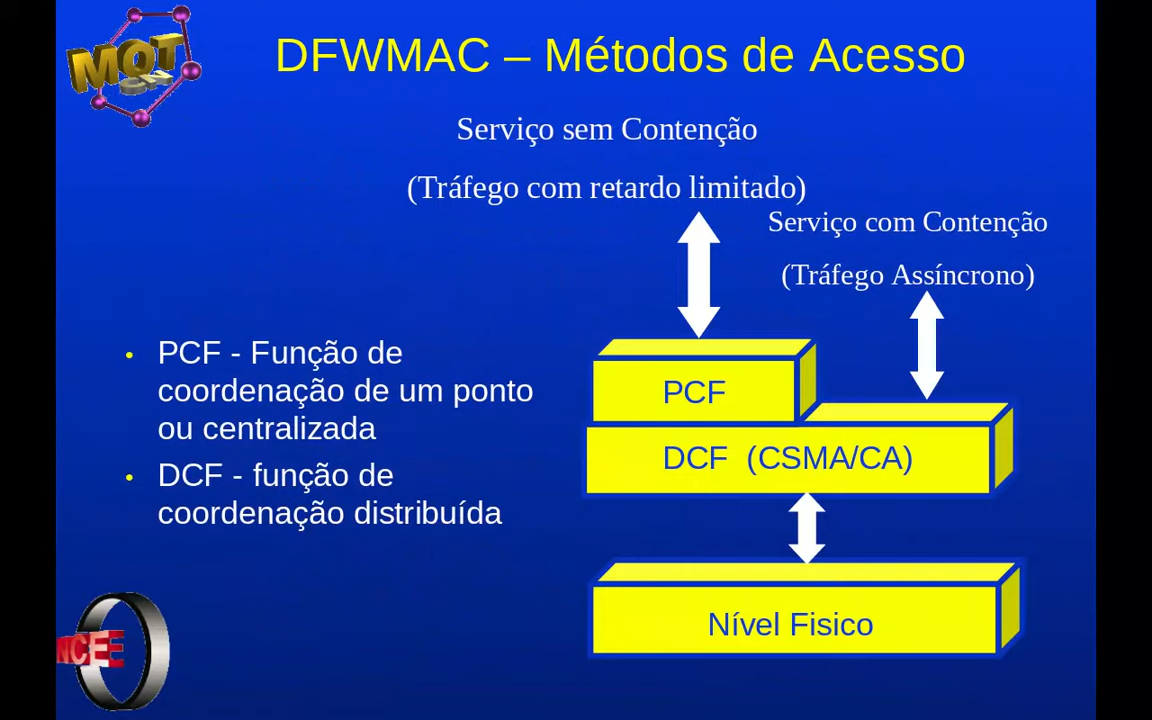 DFWMAC – Métodos de Acesso
Serviço sem Contenção
(Tráfego com retardo limitado)
Serviço com Contenção
(Tráfego Assíncrono)
• PCF - Função de
coordenação de um ponto
ou centralizada
• DCF - função de
coordenação distribuída
PCF
DCF (CSMA/CA)
Nível Fisico